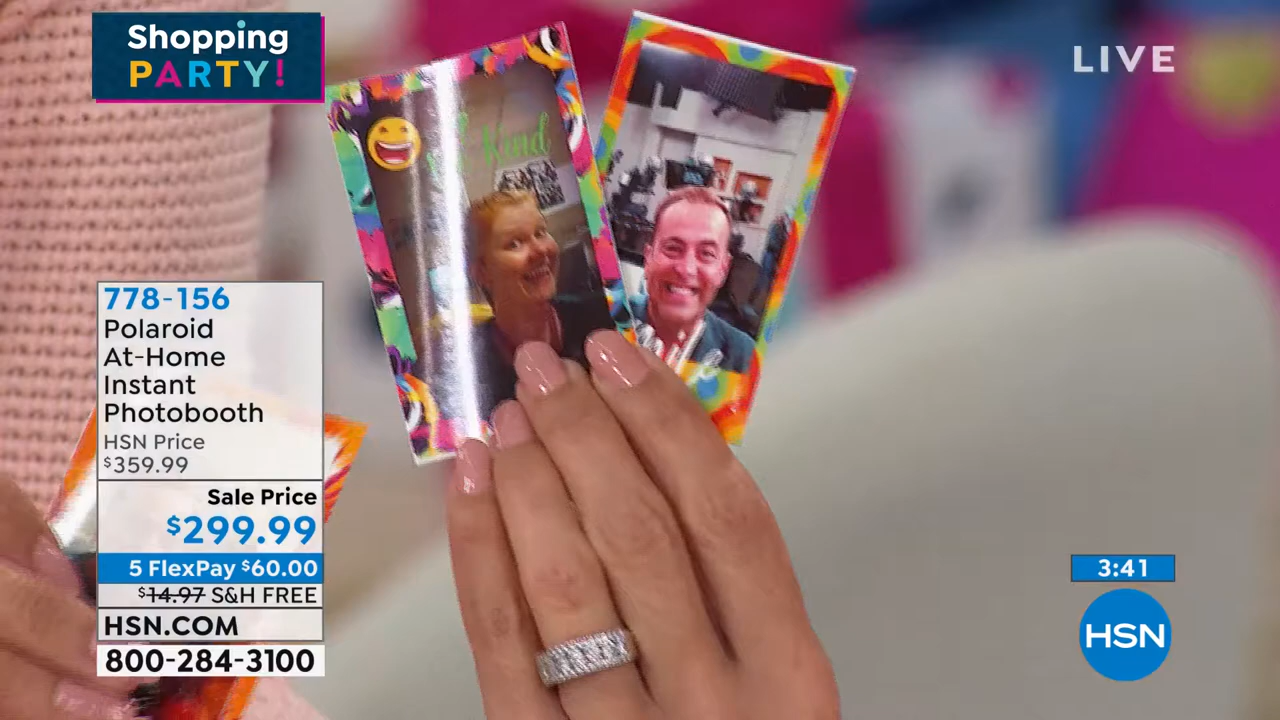 Shopping
PARTY!
LIVE
Kind
778-156
Polaroid
At-Home
Instant
Photobooth
HSN Price
$359.99
Sale Price
$299.99
5 FlexPay $60.00
$14.97 S&H FREE
HSN.COM
800-284-3100
3:41
HSN